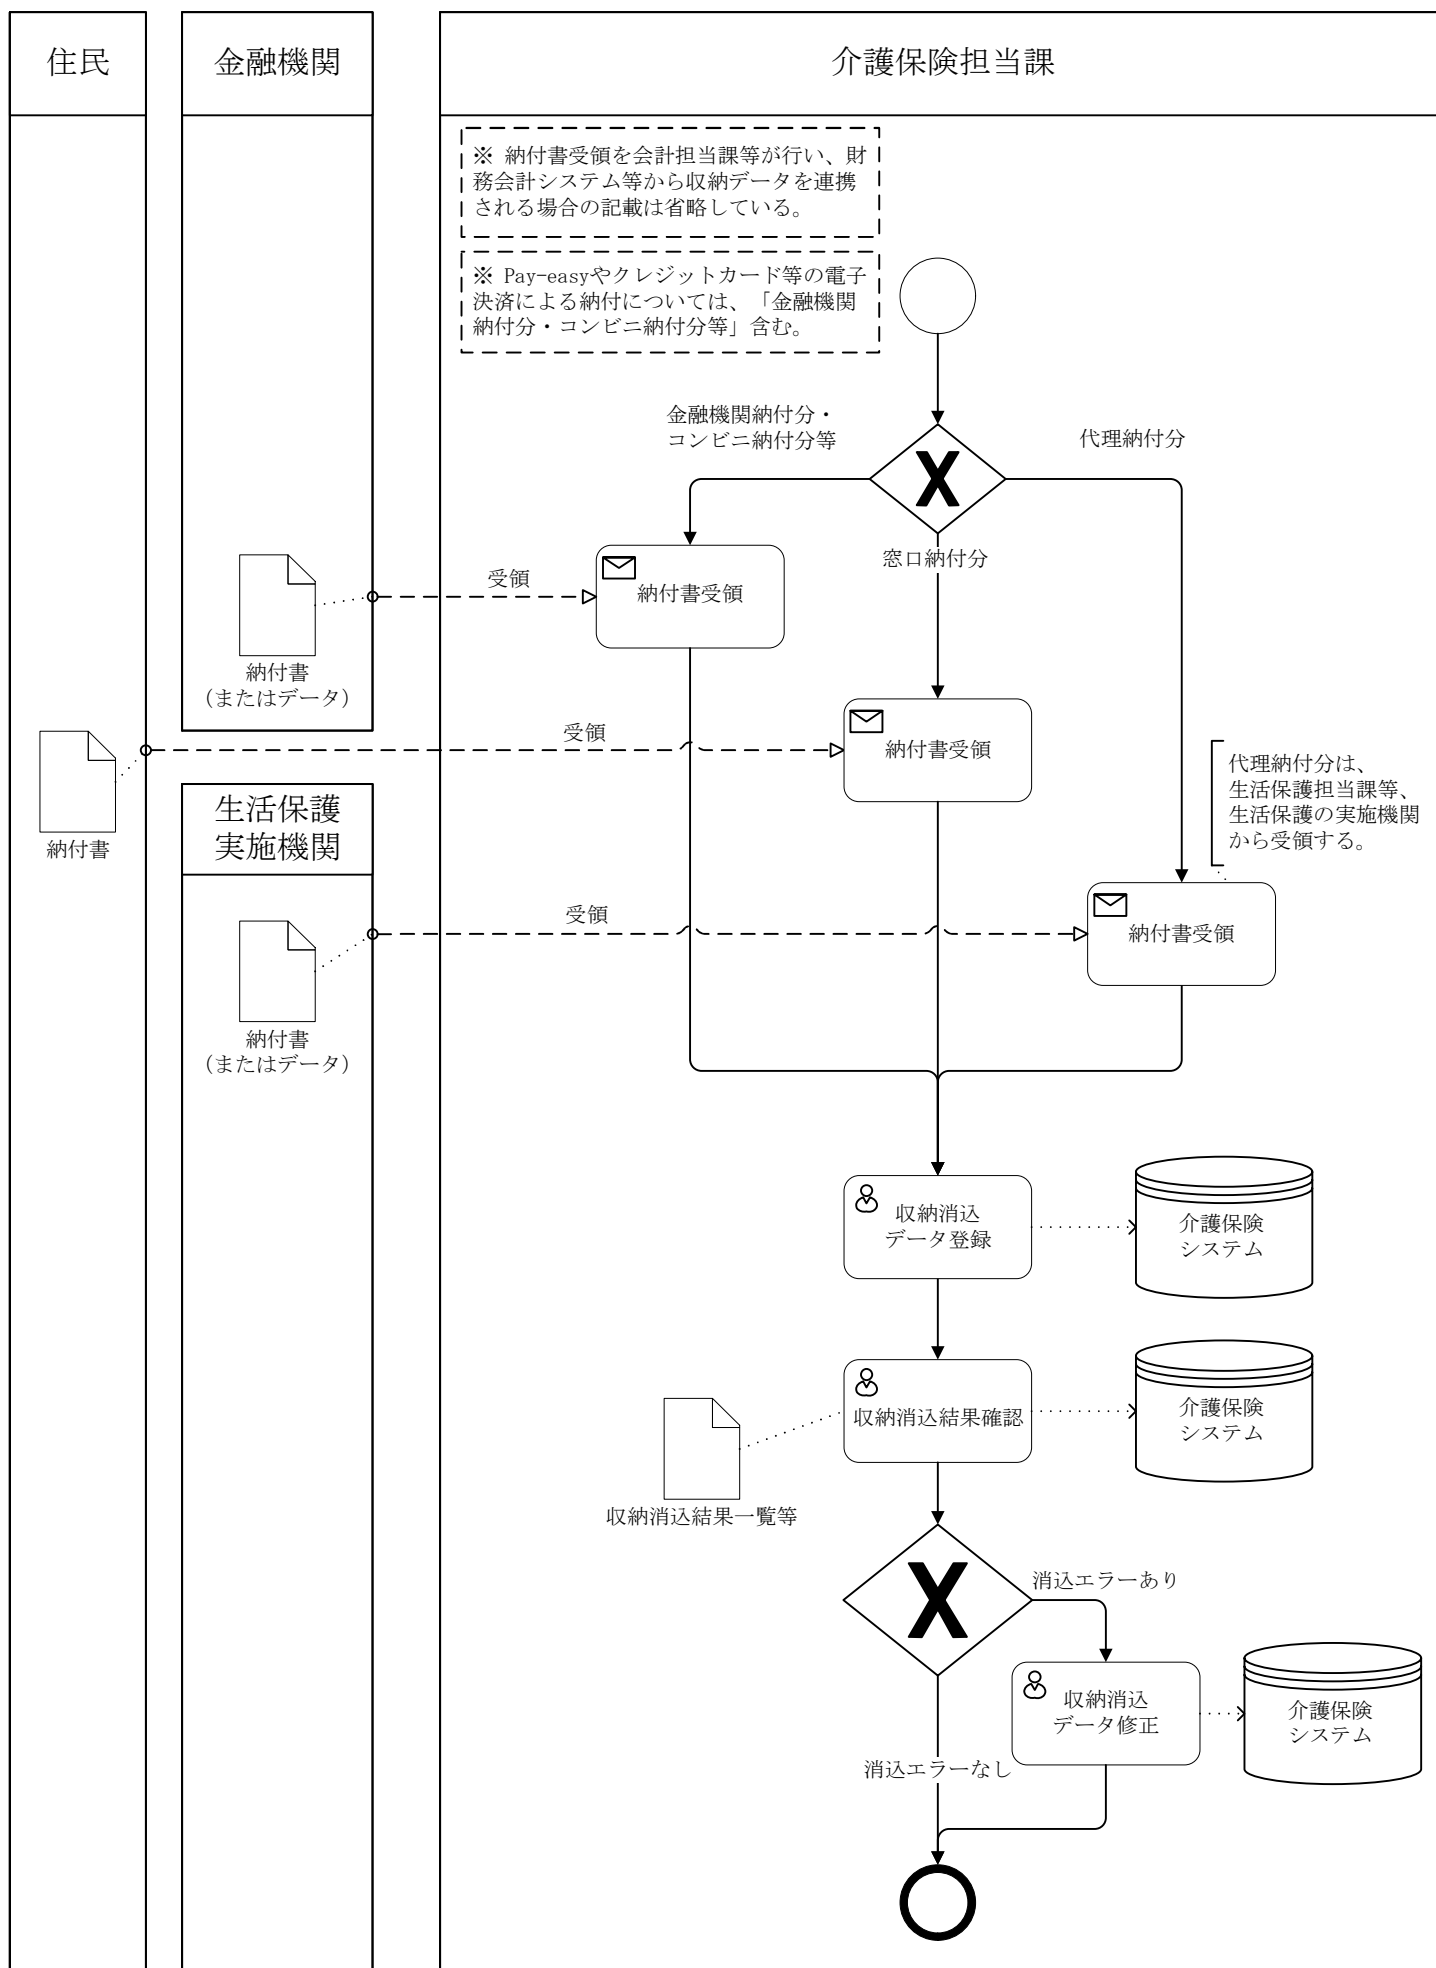 住民
金融機関
介護保険担当課
※ 納付書受領を会計担当課等が行い、財
務会計システム等から収納データを連携
される場合の記載は省略している。
※ Pay-easyやクレジットカード等の電子
決済による納付については、「金融機関
納付分・コンビニ納付分等」含む。
金融機関納付分・
コンビニ納付分等
代理納付分
窓口納付分
受領
納付書受領
納付書
（またはデータ）
受領
納付書受領
納付書
代理納付分は、
生活保護担当課等、
生活保護の実施機関
から受領する。
生活保護
実施機関
受領
納付書受領
納付書
（またはデータ）
収納消込
データ登録
介護保険
システム
収納消込結果確認
介護保険
システム
収納消込結果一覧等
消込エラーあり
収納消込
データ修正
介護保険
システム
消込エラーなし